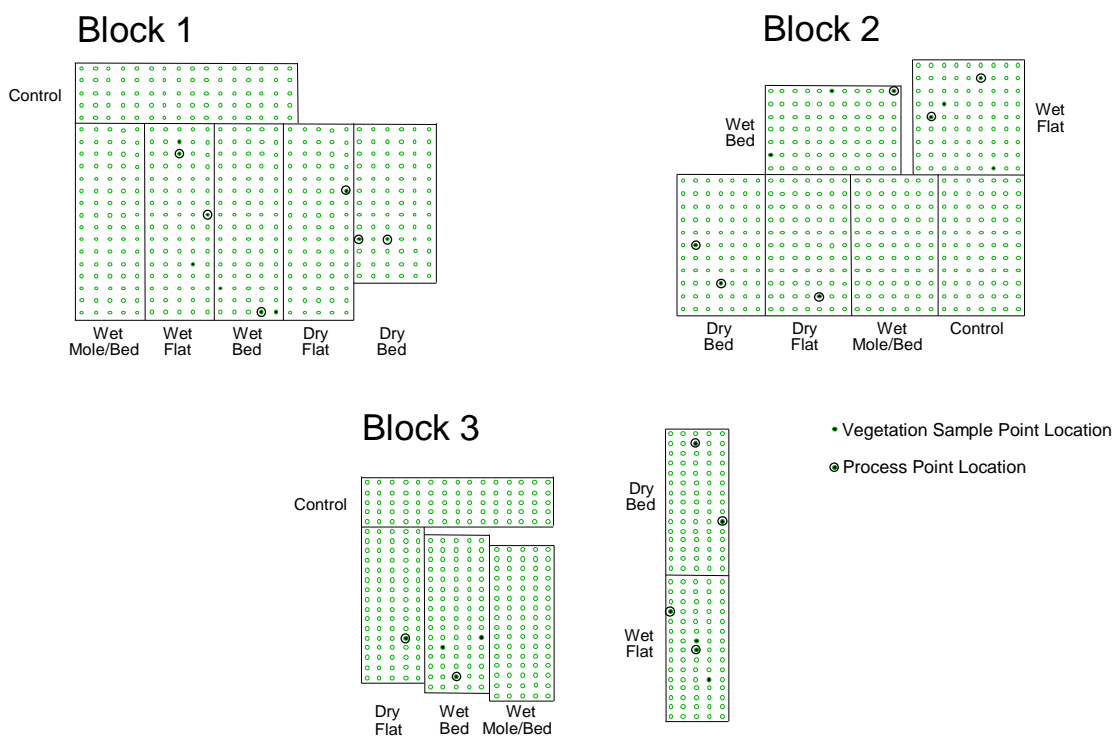 Block 1
Control
Wet
Mole/Bed
Wet
Flat
Wet
Bed
Dry
Flat
Dry
Bed
Block 2
Wet
Bed
Wet
Flat
Dry
Bed
Dry
Flat
Wet
Mole/Bed
Control
Block 3
Control
Dry
Flat
Wet
Bed
Wet
Mole/Bed
Dry
Bed
Wet
Flat
Vegetation Sample Point Location
Process Point Location